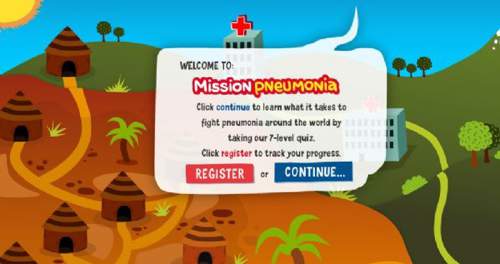 WELCOME TO:
Mission Pneumonia
Click continue to learn what it takes to
fight pneumonia around the world by
taking our 7-level quiz.
Click register to track your progress.
REGISTER or CONTINUE...